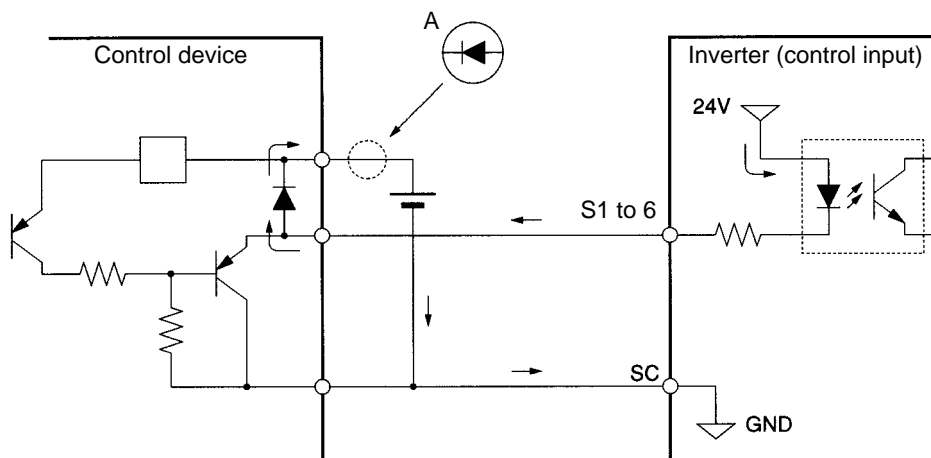 A
Control device
Inverter (control input)
24V
S1 to 6
SC
GND